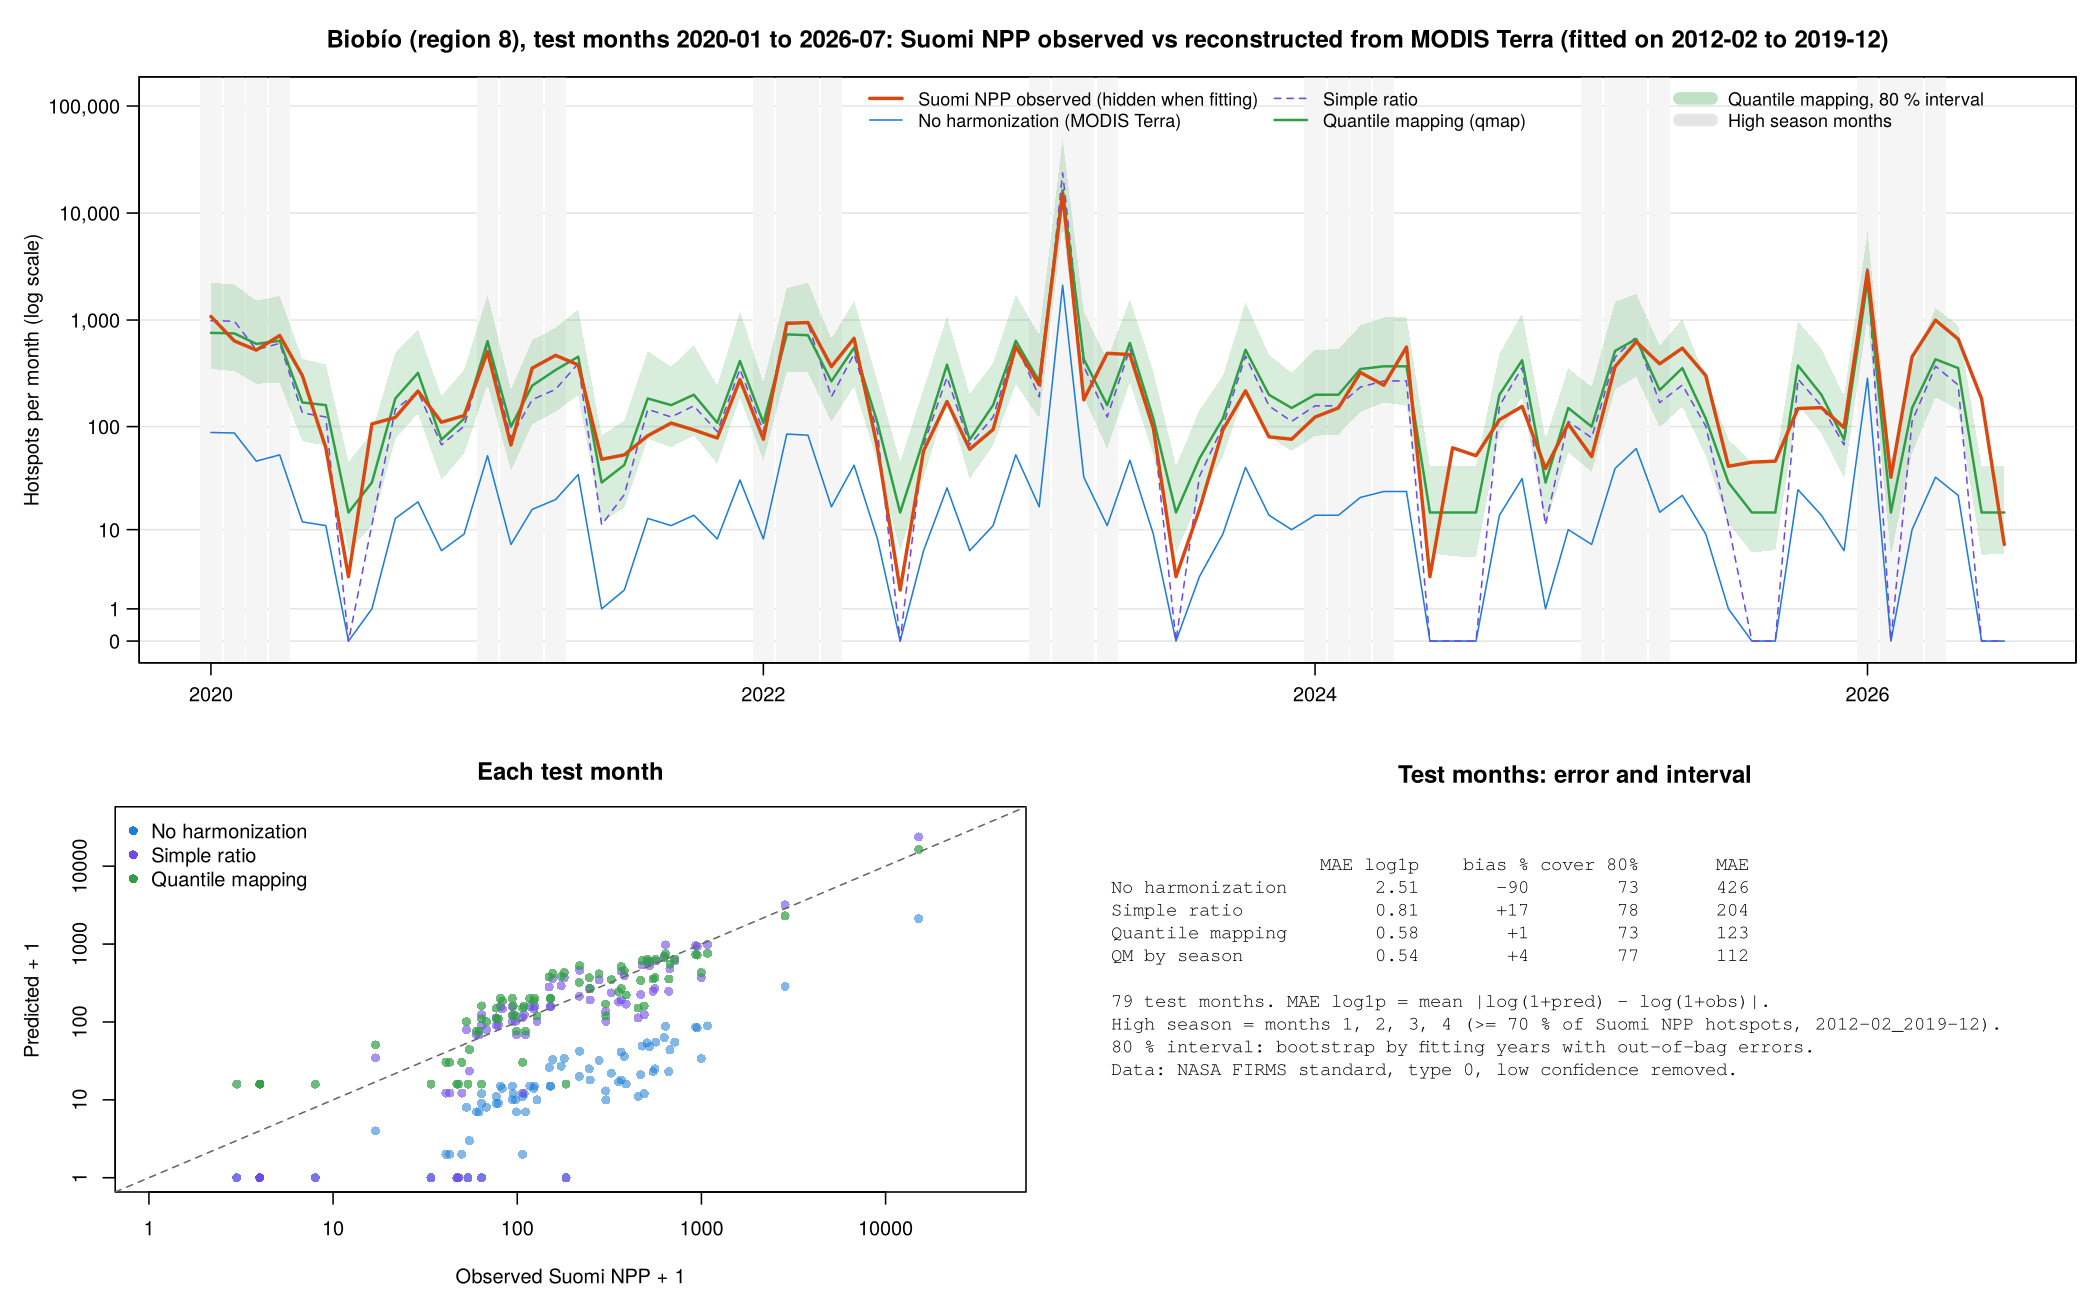 Biobío (region 8), test months 2020-01 to 2026-07: Suomi NPP observed vs reconstructed from MODIS Terra (fitted on 2012-02 to 2019-12)
Hotspots per month (log scale)
100,000
10,000
1,000
100
10
1
0
Suomi NPP observed (hidden when fitting)
No harmonization (MODIS Terra)
Simple ratio
Quantile mapping (qmap)
Quantile mapping, 80 % interval
High season months
2020
2022
2024
2026
Each test month
Predicted + 1
10000
1000
100
10
1
No harmonization
Simple ratio
Quantile mapping
1
10
100
1000
10000
Observed Suomi NPP + 1
Test months: error and interval
MAE log1p bias % cover 80% MAE
No harmonization 2.51 -90 73 426
Simple ratio 0.81 +17 78 204
Quantile mapping 0.58 +1 73 123
QM by season 0.54 +4 77 112
79 test months. MAE log1p = mean |log(1+pred) - log(1+obs)|.
High season = months 1, 2, 3, 4 (>= 70 % of Suomi NPP hotspots, 2012-02_2019-12).
80 % interval: bootstrap by fitting years with out-of-bag errors.
Data: NASA FIRMS standard, type 0, low confidence removed.